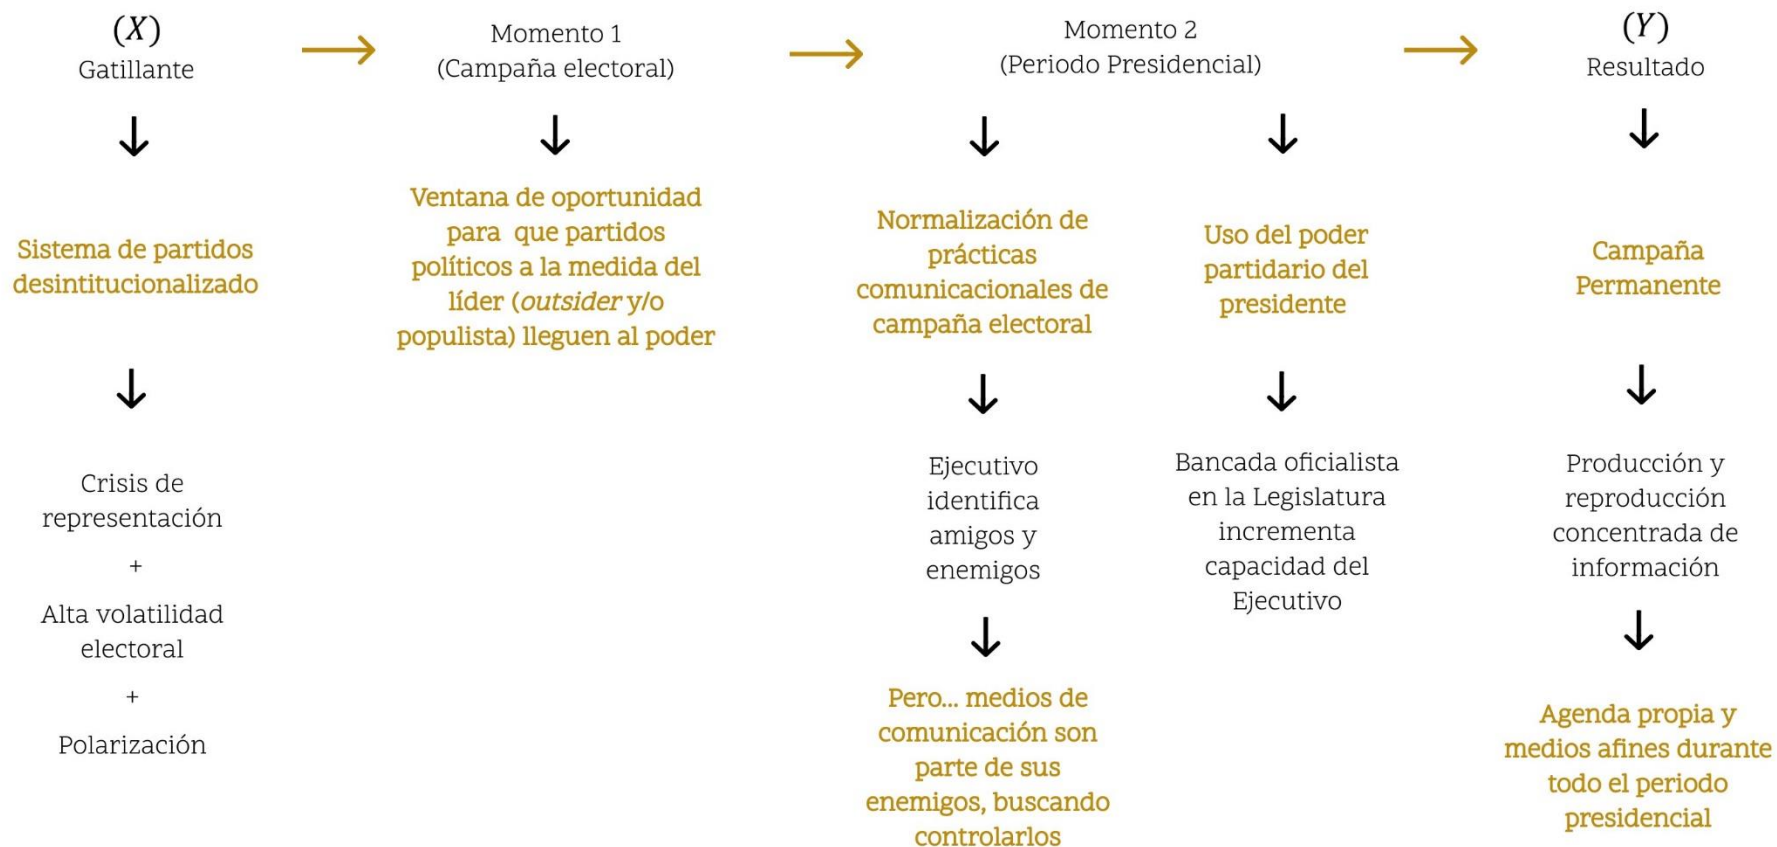 (X)
Gatillante
Sistema de partidos
desintitucionalizado
Crisis de
representación
+
Alta volatilidad
electoral
+
Polarización
Momento 1
(Campaña electoral)
Ventana de oportunidad
para que partidos
políticos a la medida del
líder (outsider y/o
populista) lleguen al poder
Momento 2
(Periodo Presidencial)
Normalización de
prácticas
comunicacionales de
campaña electoral
Ejecutivo
identifica
amigos y
enemigos
Pero... medios de
comunicación son
parte de sus
enemigos, buscando
controlarlos
Uso del poder
partidario del
presidente
Bancada oficialista
en la Legislatura
incrementa
capacidad del
Ejecutivo
(Y)
Resultado
Campaña
Permanente
Producción y
reproducción
concentrada de
información
Agenda propia y
medios afines durante
todo el periodo
presidencial